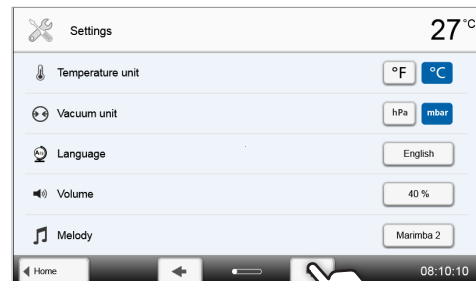 Settings
27°C
Temperature unit
°F °C
Vacuum unit
hPa mbar
Language
English
Volume
40 %
Melody
Marimba 2
Home
08:10:10